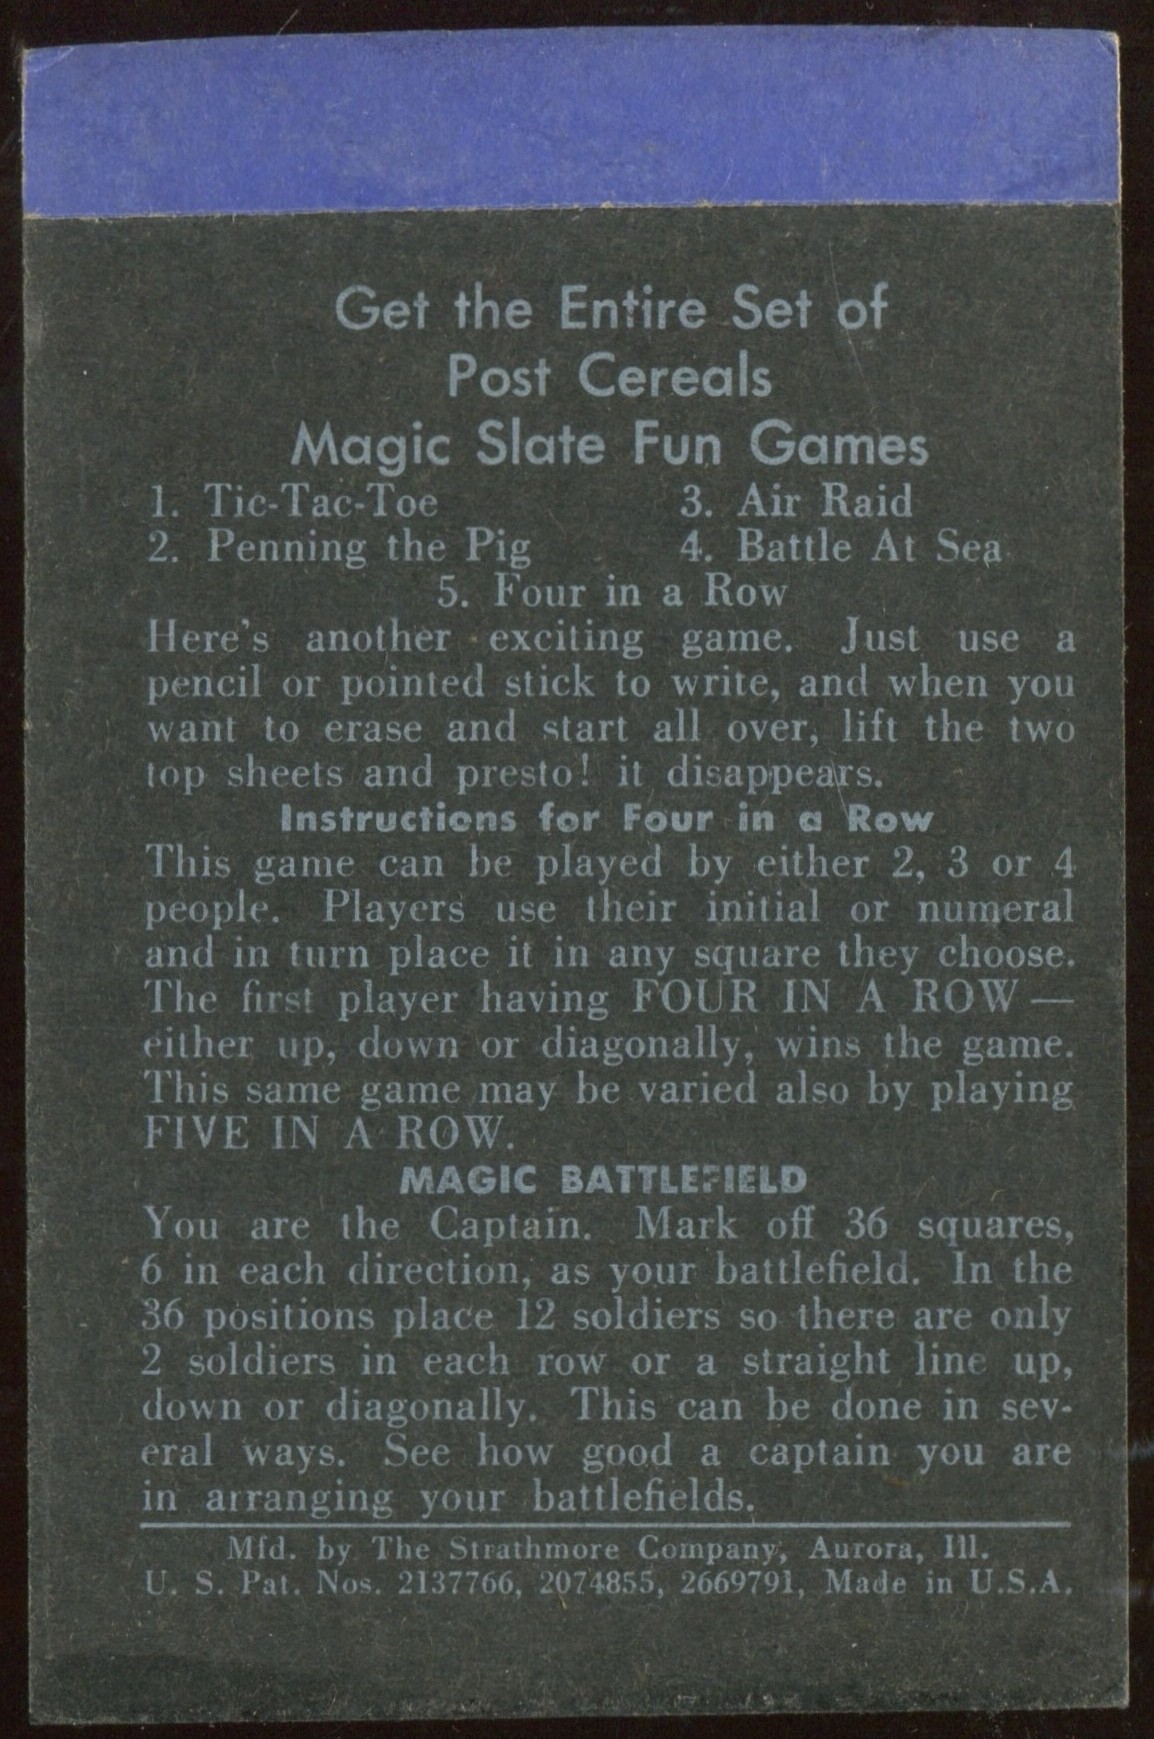 Get the Entire Set of
Post Cereals
Magic Slate Fun Games
1. Tic-Tac-Toe 3. Air Raid
2. Penning the Pig 4. Battle At Sea
5. Four in a Row
Here's another exciting game. Just use a
pencil or pointed stick to write, and when you
want to erase and start all over, lift the two
top sheets and presto! it disappears.
Instructions for Four in a Row
This game can be played by either 2, 3 or 4
people. Players use their initial or numeral
and in turn place it in any square they choose.
The first player having FOUR IN A ROW —
either up, down or diagonally, wins the game.
This same game may be varied also by playing
FIVE IN A ROW.
MAGIC BATTLEFIELD
You are the Captain. Mark off 36 squares,
6 in each direction, as your battlefield. In the
36 positions place 12 soldiers so there are only
2 soldiers in each row or a straight line up,
down or diagonally. This can be done in sev-
eral ways. See how good a captain you are
in arranging your battlefields.
Mfd. by The Strathmore Company, Aurora, Ill.
U. S. Pat. Nos. 2137766, 2074855, 2669791, Made in U.S.A.